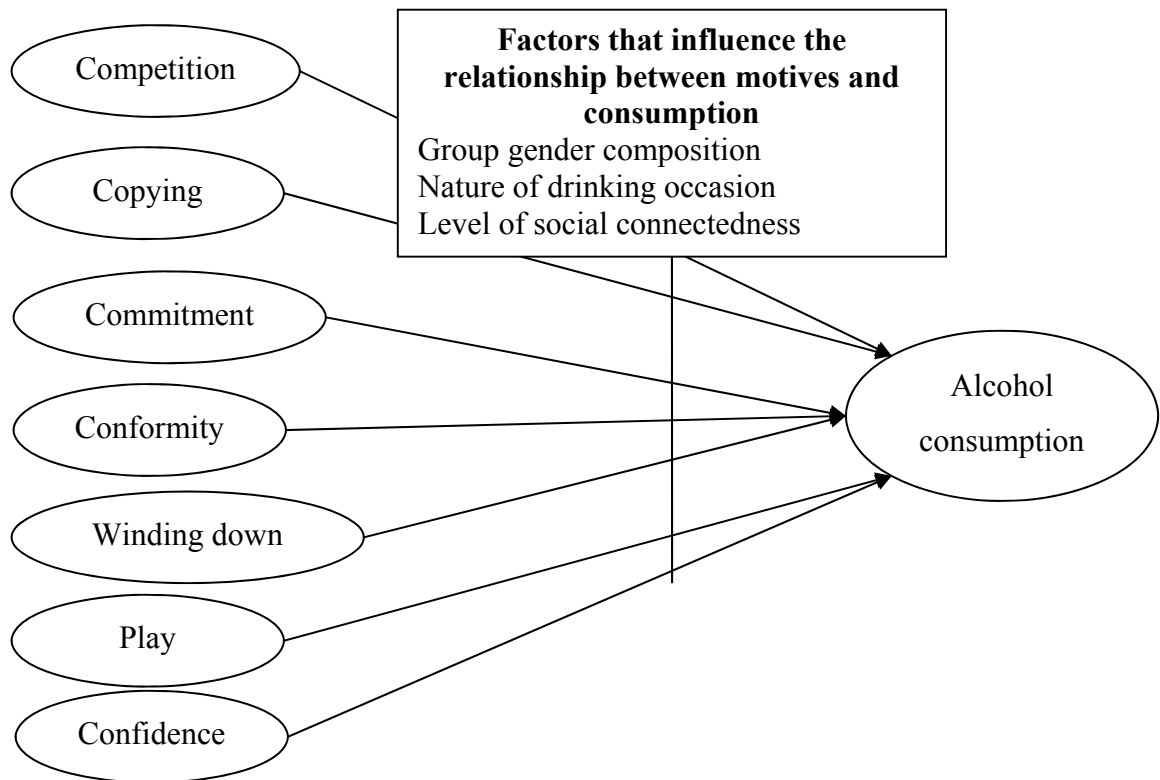 Competition
Copying
Commitment
Conformity
Winding down
Play
Confidence
Factors that influence the
relationship between motives and
consumption
Group gender composition
Nature of drinking occasion
Level of social connectedness
Alcohol
consumption